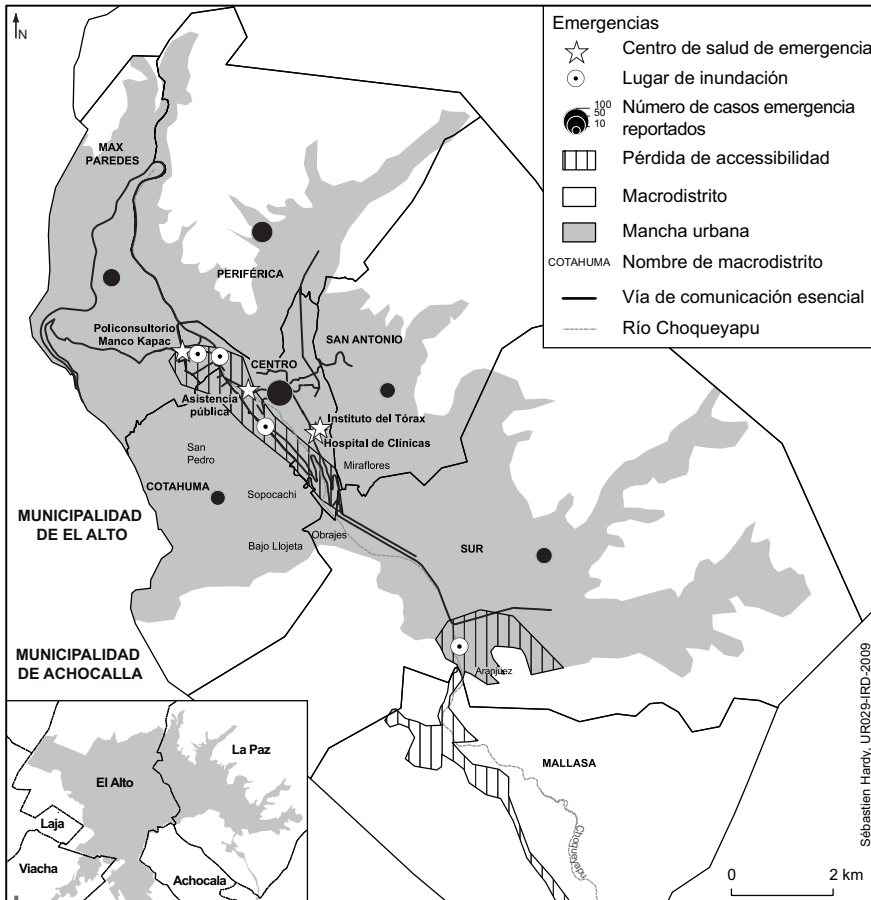 N
Emergencias
Centro de salud de emergencia
Lugar de inundación
100
50
10
Número de casos emergencia
reportados
Pérdida de accessibilidad
Macrodistrito
Mancha urbana
COTAHUMA
Nombre de macrodistrito
Vía de comunicación esencial
Río Choqueyapu
MAX
PAREDES
PERIFÉRICA
Policonsultorio
Manco Kapac
CENTRO
SAN ANTONIO
Asistencia
pública
Instituto del Tórax
Hospital de Clínicas
San
Pedro
Miraflores
COTAHUMA
Sopocachi
MUNICIPALIDAD
DE EL ALTO
Obrajes
Bajo Llojeta
SUR
MUNICIPALIDAD
DE ACHOCALLA
Aranjuez
MALLASA
Choqueyapu
La Paz
El Alto
Laja
Viacha
Achocala
0
2 km
Sébastien Hardy, UR029-IRD-2009